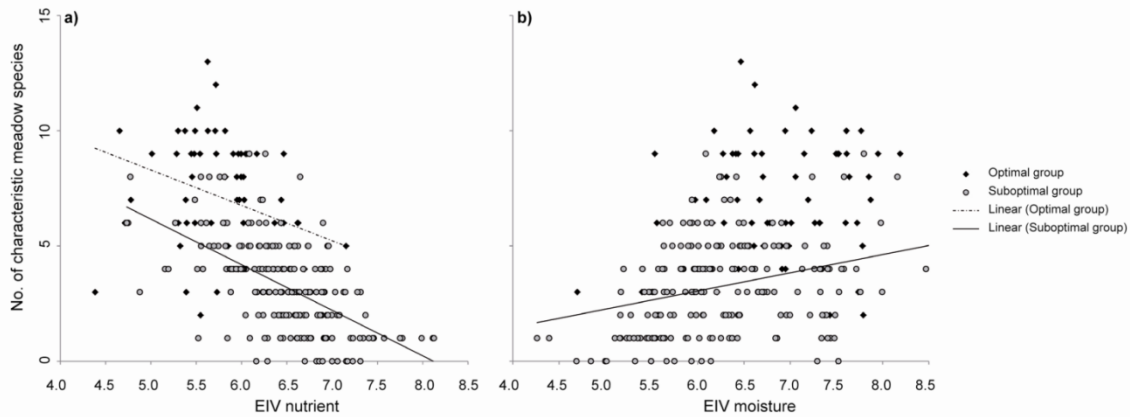 a)
No. of characteristic meadow species
15
10
5
0
4.0 4.5 5.0 5.5 6.0 6.5 7.0 7.5 8.0 8.5
EIV nutrient
b)
4.0 4.5 5.0 5.5 6.0 6.5 7.0 7.5 8.0 8.5
EIV moisture
Optimal group
Suboptimal group
Linear (Optimal group)
Linear (Suboptimal group)